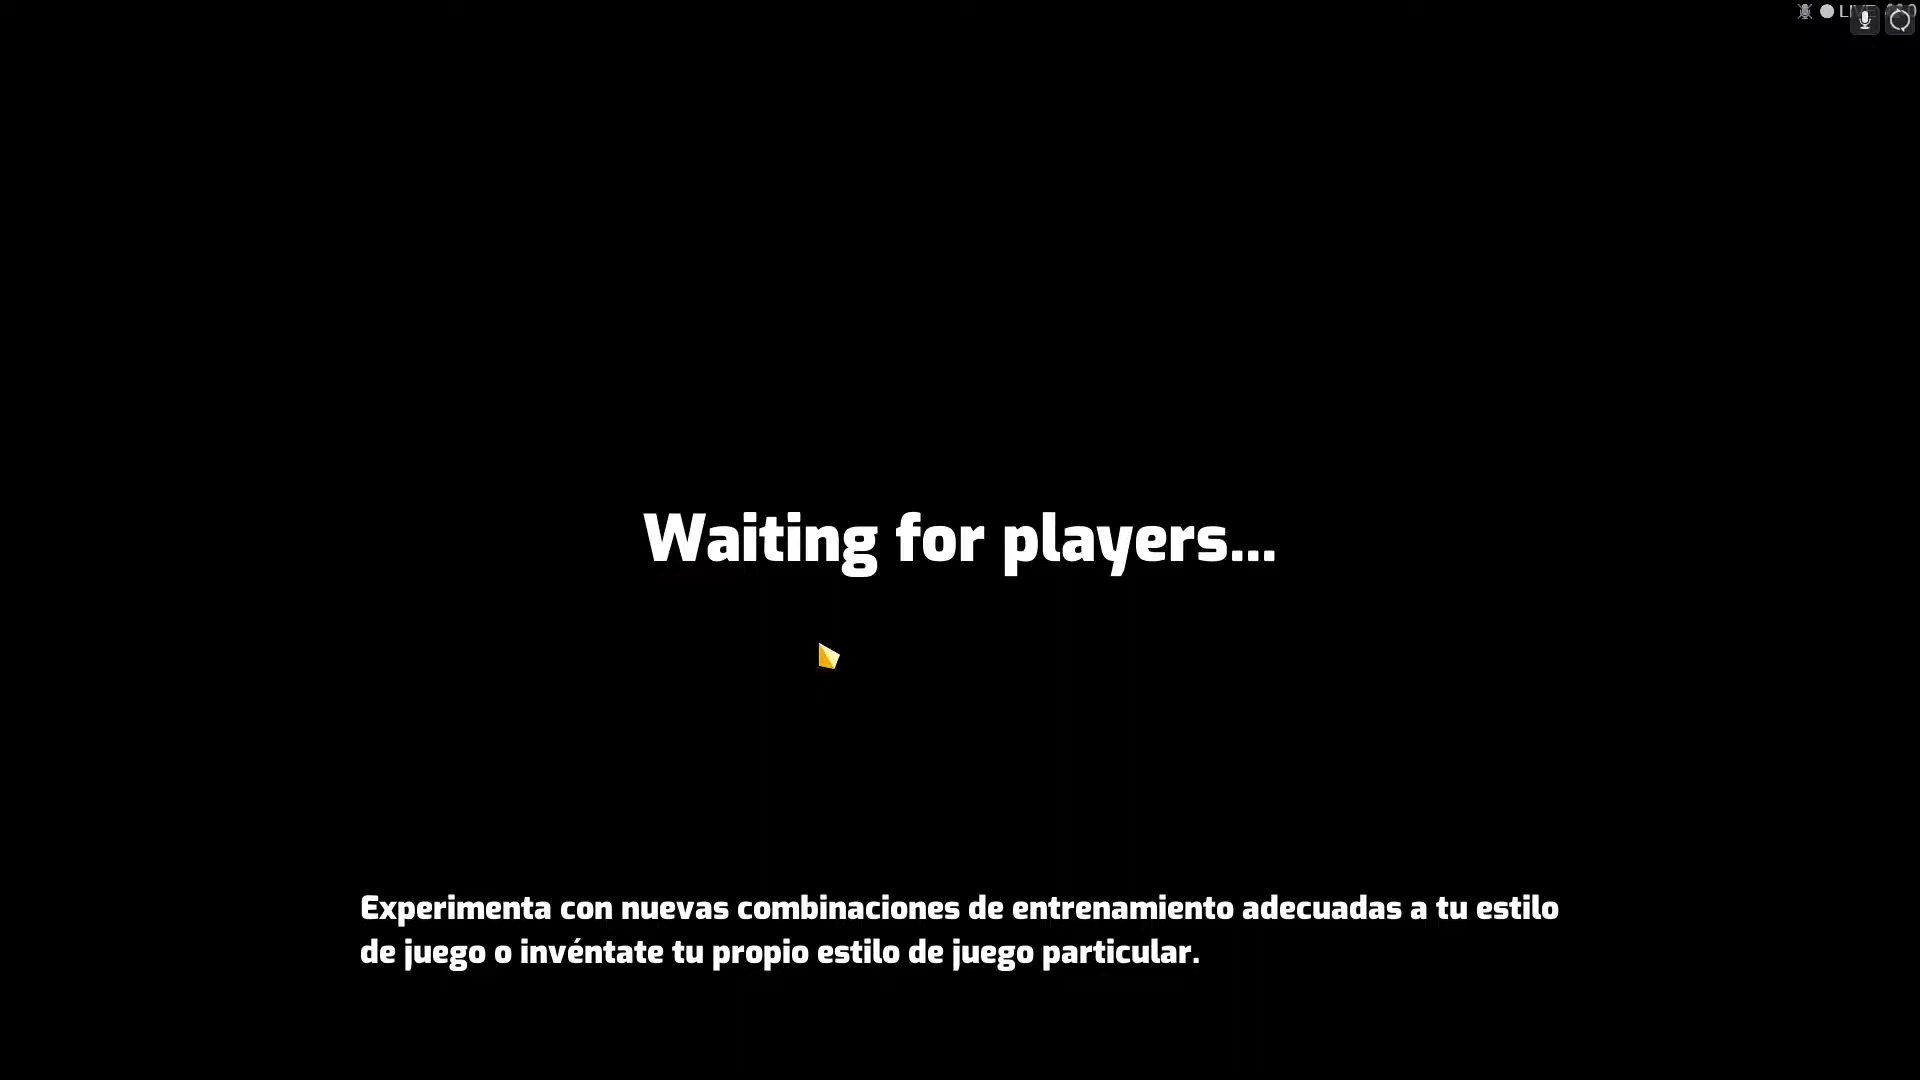 Waiting for players...
Experimenta con nuevas combinaciones de entrenamiento adecuadas a tu estilo
de juego o invéntate tu propio estilo de juego particular.